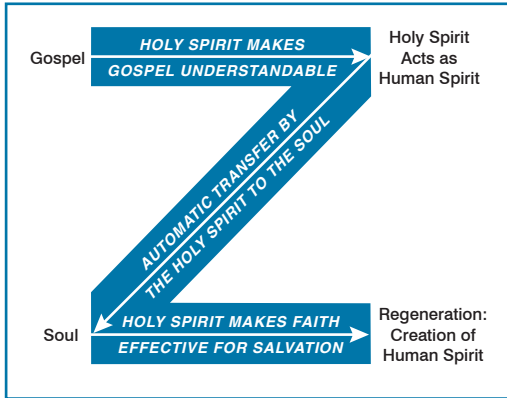 Gospel
HOLY SPIRIT MAKES
GOSPEL UNDERSTANDABLE
Holy Spirit
Acts as
Human Spirit
AUTOMATIC TRANSFER BY
THE HOLY SPIRIT TO THE SOUL
Soul
HOLY SPIRIT MAKES FAITH
EFFECTIVE FOR SALVATION
Regeneration:
Creation of
Human Spirit